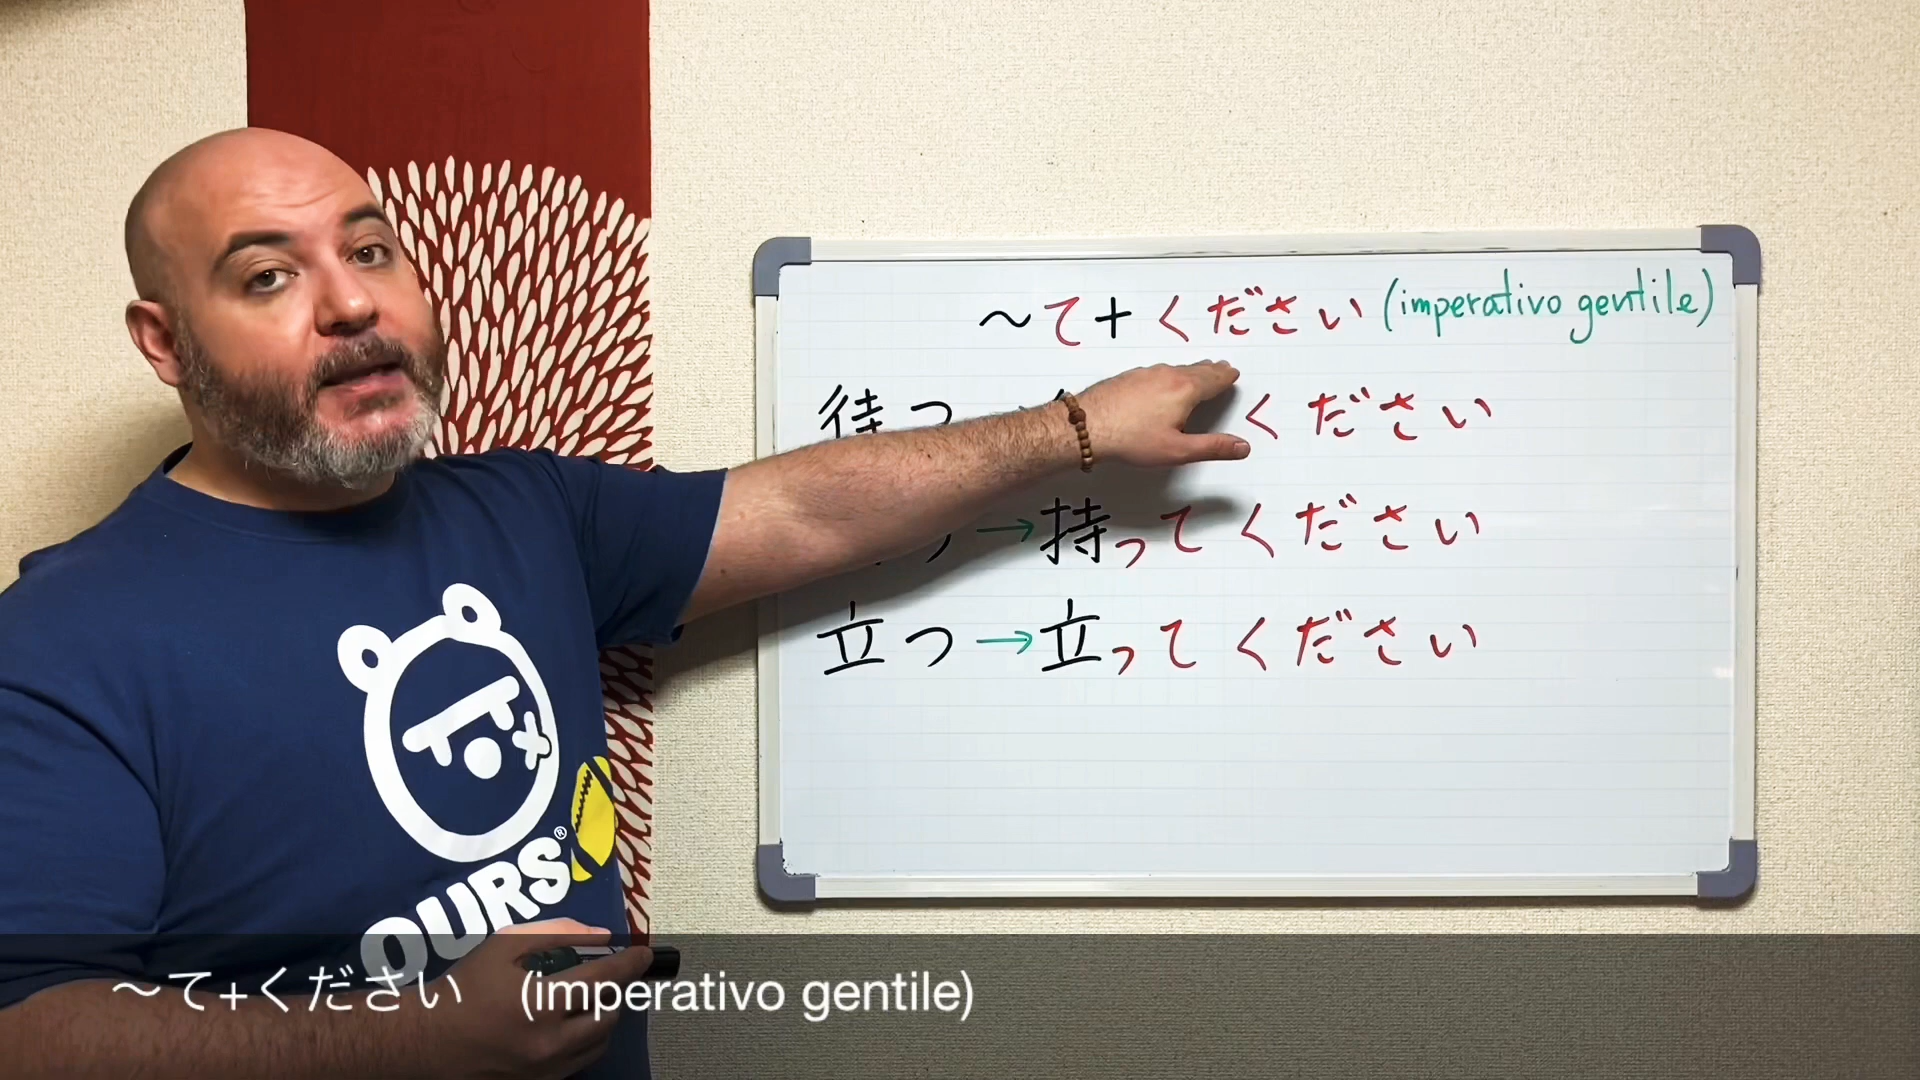 ～て+ください (imperativo gentile)
待つ ください
つ→持ってください
立つ→立ってください
OURS®
～て+ください (imperativo gentile)